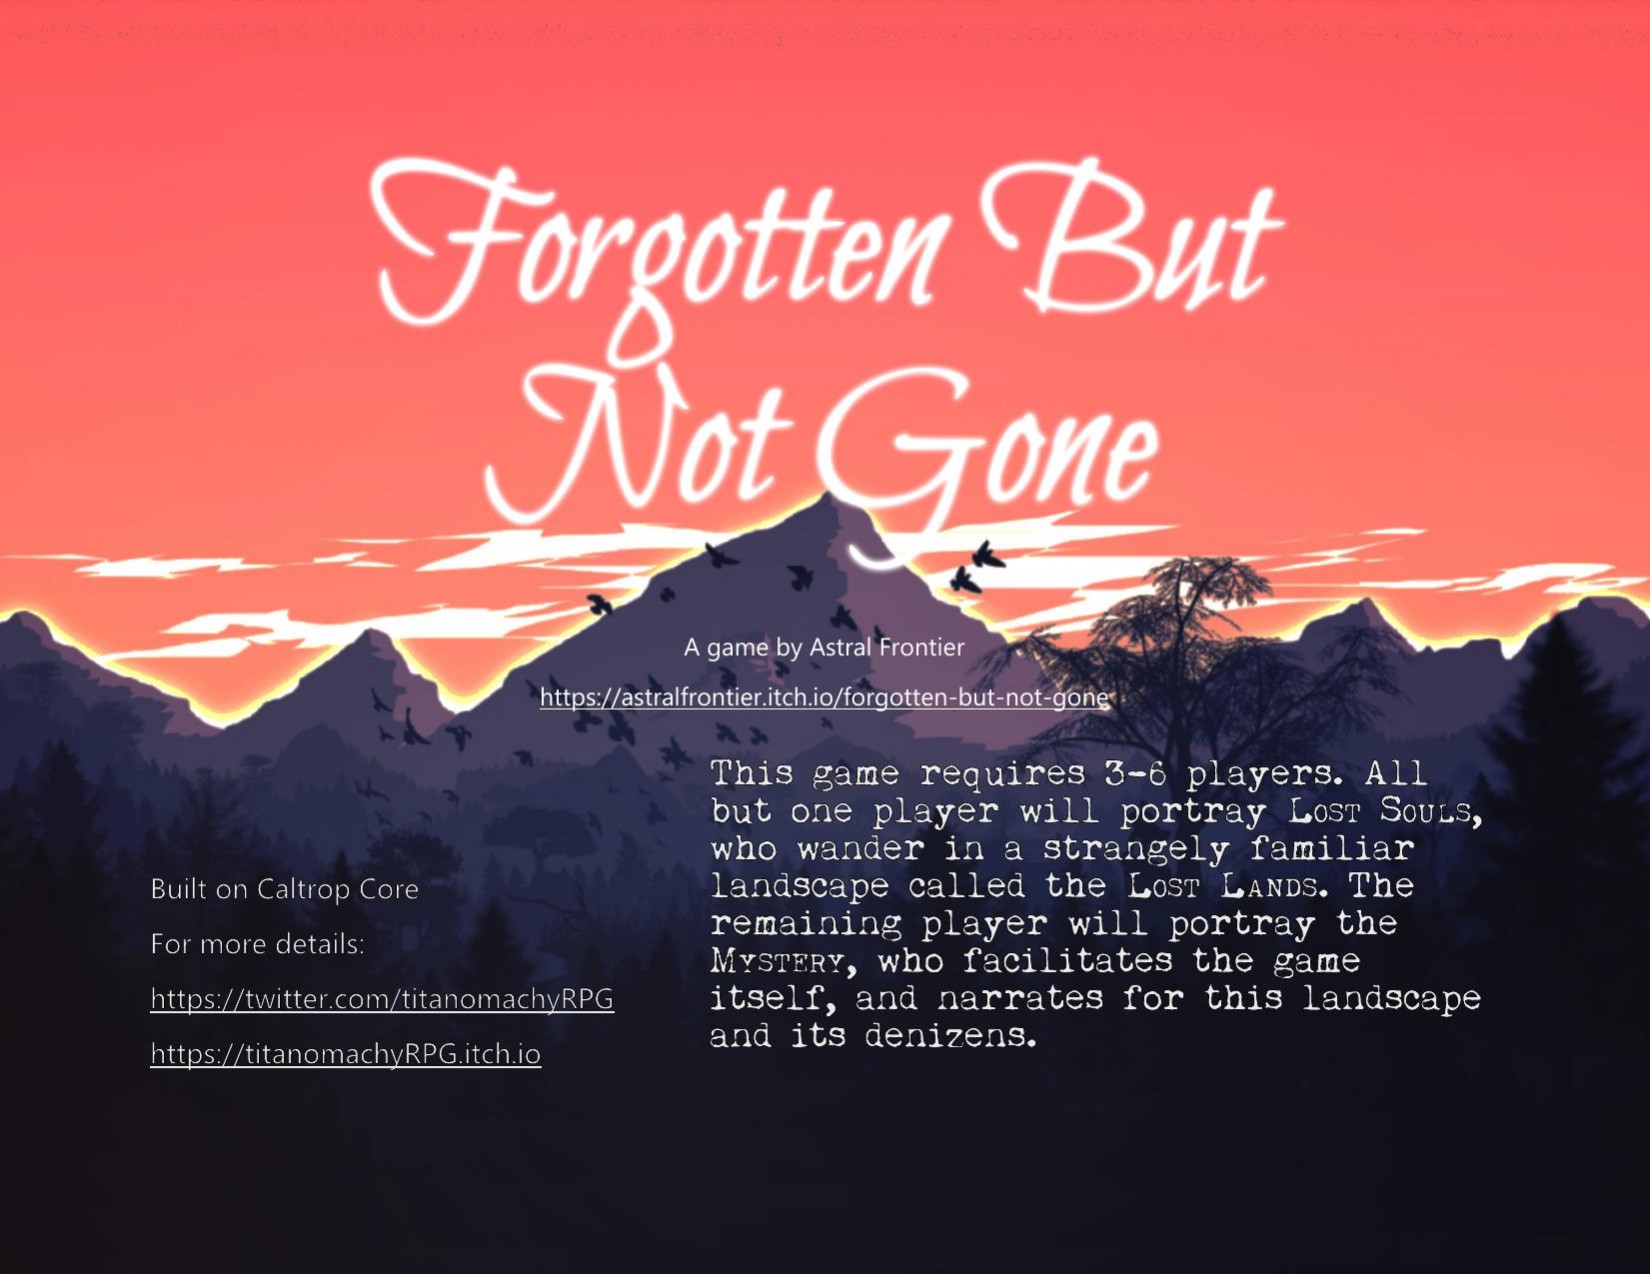 Forgotten But
Not Gone
A game by Astral Frontier
https://astralfrontier.itch.io/forgotten-but-not-gone
This game requires 3-6 players. All
but one player will portray Lost Souls,
who wander in a strangely familiar
landscape called the Lost Lands. The
remaining player will portray the
Mystery, who facilitates the game
itself, and narrates for this landscape
and its denizens.
Built on Caltrop Core
For more details:
https://twitter.com/titanomachyRPG
https://titanomachyRPG.itch.io